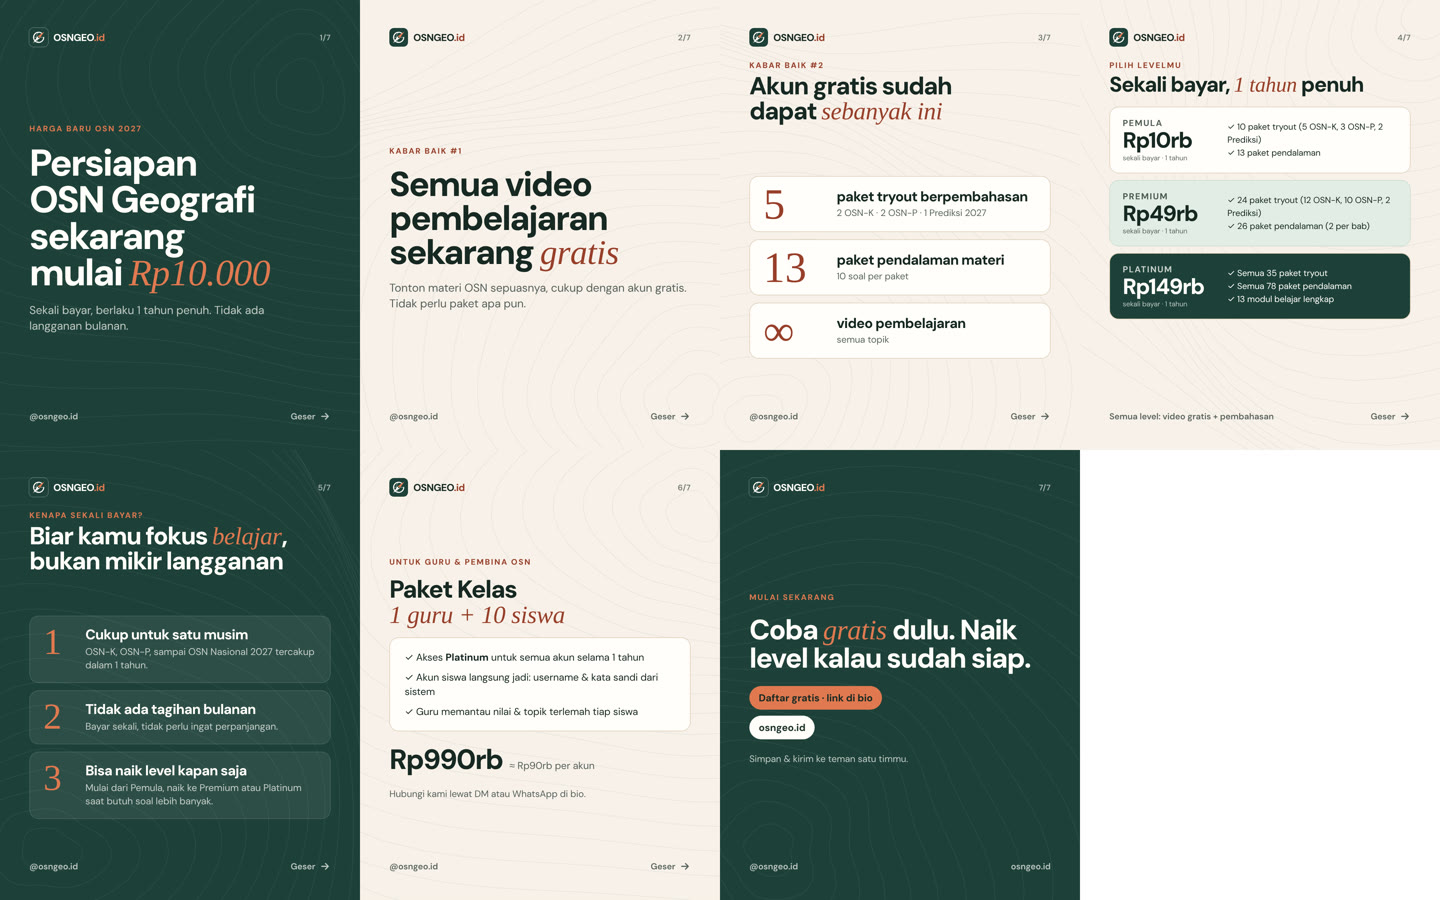 OSNGEO.id
1/7
HARGA BARU OSN 2027
Persiapan
OSN Geografi
sekarang
mulai Rp10.000
Sekali bayar, berlaku 1 tahun penuh. Tidak ada
langganan bulanan.
@osngeo.id
Geser →
OSNGEO.id
2/7
KABAR BAIK #1
Semua video
pembelajaran
sekarang gratis
Tonton materi OSN sepuasnya, cukup dengan akun gratis.
Tidak perlu paket apa pun.
@osngeo.id
Geser →
OSNGEO.id
3/7
KABAR BAIK #2
Akun gratis sudah
dapat sebanyak ini
5
paket tryout berpembahasan
2 OSN-K · 2 OSN-P · 1 Prediksi 2027
13
paket pendalaman materi
10 soal per paket
∞
video pembelajaran
semua topik
@osngeo.id
Geser →
OSNGEO.id
4/7
PILIH LEVELMU
Sekali bayar, 1 tahun penuh
PEMULA
Rp10rb
sekali bayar · 1 tahun
✓ 10 paket tryout (5 OSN-K, 3 OSN-P, 2
Prediksi)
✓ 13 paket pendalaman
PREMIUM
Rp49rb
sekali bayar · 1 tahun
✓ 24 paket tryout (12 OSN-K, 10 OSN-P, 2
Prediksi)
✓ 26 paket pendalaman (2 per bab)
PLATINUM
Rp149rb
sekali bayar · 1 tahun
✓ Semua 35 paket tryout
✓ Semua 78 paket pendalaman
✓ 13 modul belajar lengkap
Semua level: video gratis + pembahasan
Geser →
OSNGEO.id
5/7
KENAPA SEKALI BAYAR?
Biar kamu fokus belajar,
bukan mikir langganan
1
Cukup untuk satu musim
OSN-K, OSN-P, sampai OSN Nasional 2027 tercakup
dalam 1 tahun.
2
Tidak ada tagihan bulanan
Bayar sekali, tidak perlu ingat perpanjangan.
3
Bisa naik level kapan saja
Mulai dari Pemula, naik ke Premium atau Platinum
saat butuh soal lebih banyak.
@osngeo.id
Geser →
OSNGEO.id
6/7
UNTUK GURU & PEMBINA OSN
Paket Kelas
1 guru + 10 siswa
✓ Akses Platinum untuk semua akun selama 1 tahun
✓ Akun siswa langsung jadi: username & kata sandi dari
sistem
✓ Guru memantau nilai & topik terlemah tiap siswa
Rp990rb ≈ Rp90rb per akun
Hubungi kami lewat DM atau WhatsApp di bio.
@osngeo.id
Geser →
OSNGEO.id
7/7
MULAI SEKARANG
Coba gratis dulu. Naik
level kalau sudah siap.
Daftar gratis · link di bio
osngeo.id
Simpan & kirim ke teman satu timmu.
@osngeo.id
osngeo.id